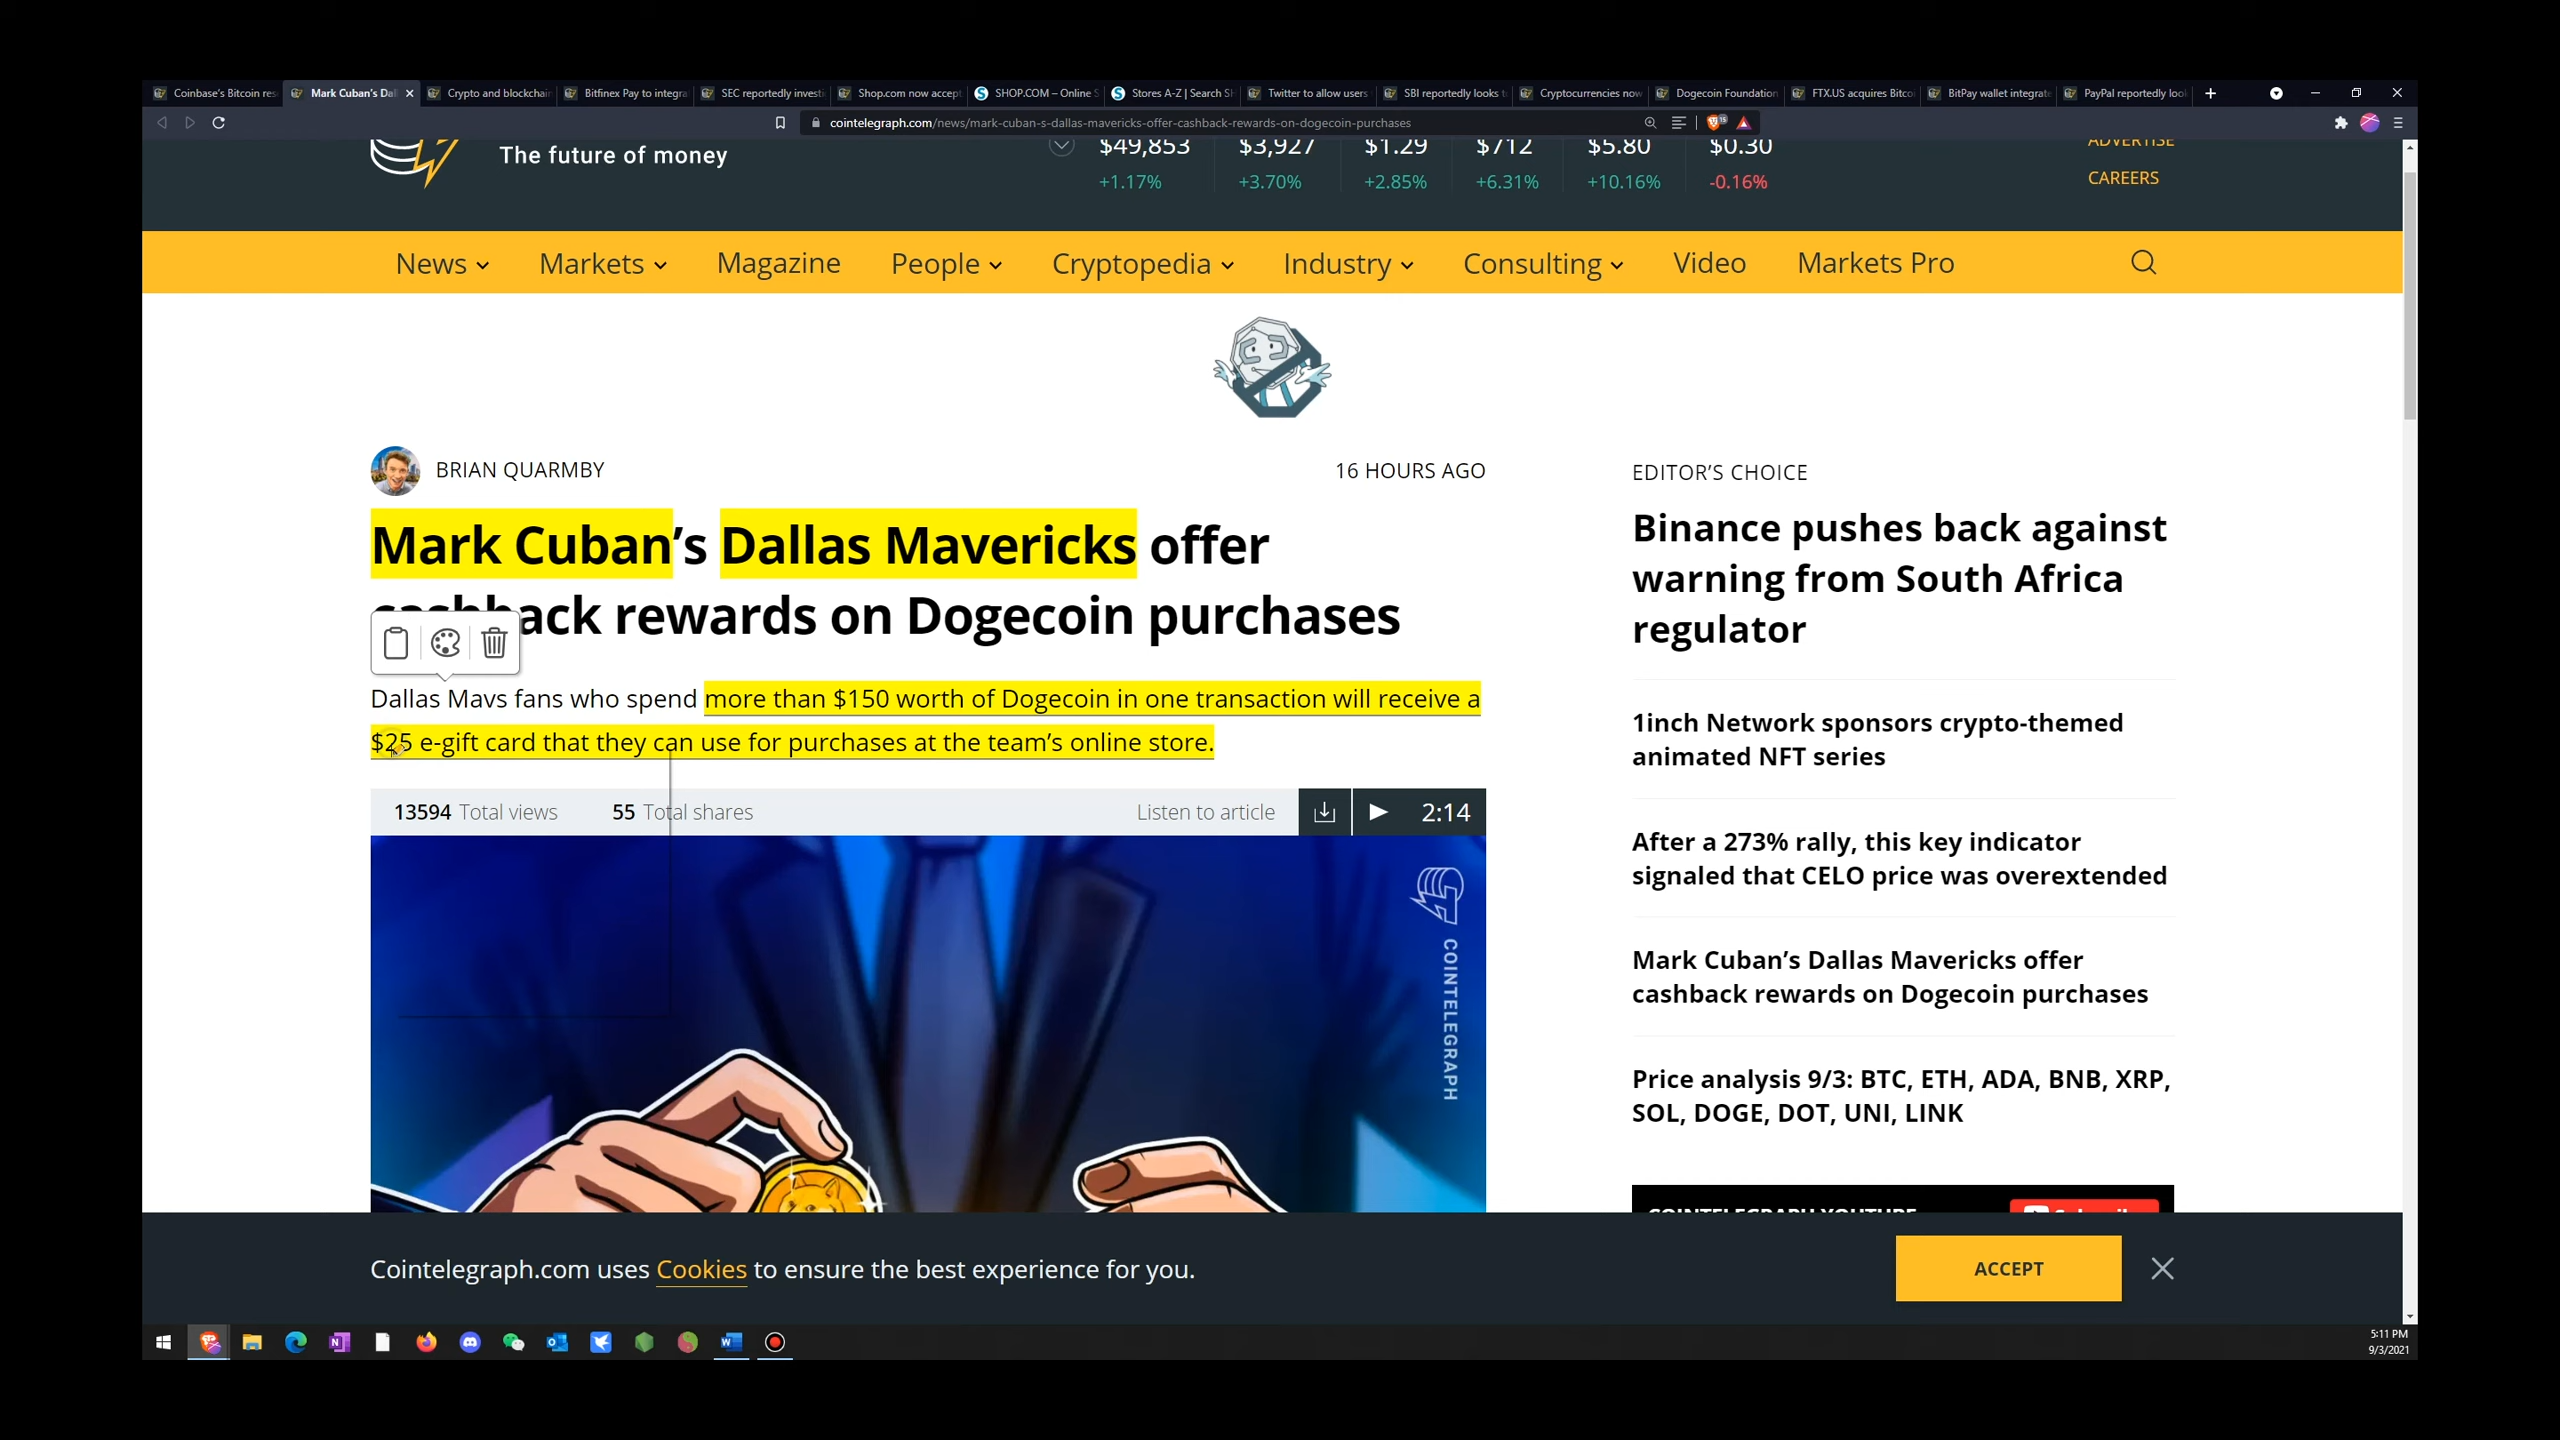 Coinbase's Bitcoin res
Mark Cuban's Dal
Crypto and blockchain
Bitfinex Pay to integra
SEC reportedly investi
Shop.com now accept
SHOP.COM – Online S
Stores A-Z | Search SH
Twitter to allow users
SBI reportedly looks t
Cryptocurrencies now
Dogecoin Foundation
FTX.US acquires Bitco
BitPay wallet integrate
PayPal reportedly look
cointelegraph.com/news/mark-cuban-s-dallas-mavericks-offer-cashback-rewards-on-dogecoin-purchases
The future of money
$49,853 $3,927 $1.29 $712 $5.80 $0.30
+1.17% +3.70% +2.85% +6.31% +10.16% -0.16%
ADVERTISE
CAREERS
News Markets Magazine People Cryptopedia Industry Consulting Video Markets Pro
BRIAN QUARMBY
16 HOURS AGO
Mark Cuban's Dallas Mavericks offer
cashback rewards on Dogecoin purchases
Dallas Mavs fans who spend more than $150 worth of Dogecoin in one transaction will receive a
$25 e-gift card that they can use for purchases at the team's online store.
13594 Total views 55 Total shares Listen to article 2:14
COINTELEGRAPH
EDITOR'S CHOICE
Binance pushes back against
warning from South Africa
regulator
1inch Network sponsors crypto-themed
animated NFT series
After a 273% rally, this key indicator
signaled that CELO price was overextended
Mark Cuban's Dallas Mavericks offer
cashback rewards on Dogecoin purchases
Price analysis 9/3: BTC, ETH, ADA, BNB, XRP,
SOL, DOGE, DOT, UNI, LINK
COINTELEGRAPH YOUTUBE
Cointelegraph.com uses Cookies to ensure the best experience for you.
ACCEPT
5:11 PM
9/3/2021